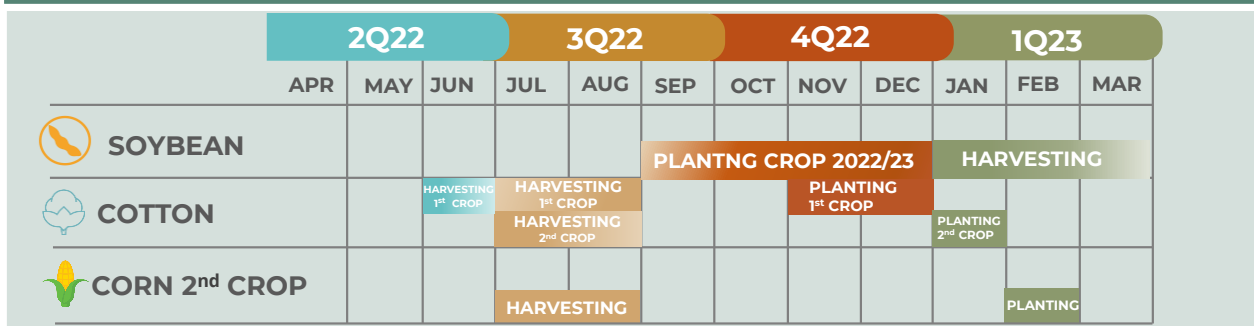 2Q22 3Q22 4Q22 1Q23
APR MAY JUN JUL AUG SEP OCT NOV DEC JAN FEB MAR
SOYBEAN
PLANTNG CROP 2022/23
HARVESTING
COTTON
HARVESTING
1st CROP
HARVESTING
1st CROP
HARVESTING
2nd CROP
PLANTING
1st CROP
PLANTING
2nd CROP
CORN 2nd CROP
HARVESTING
PLANTING